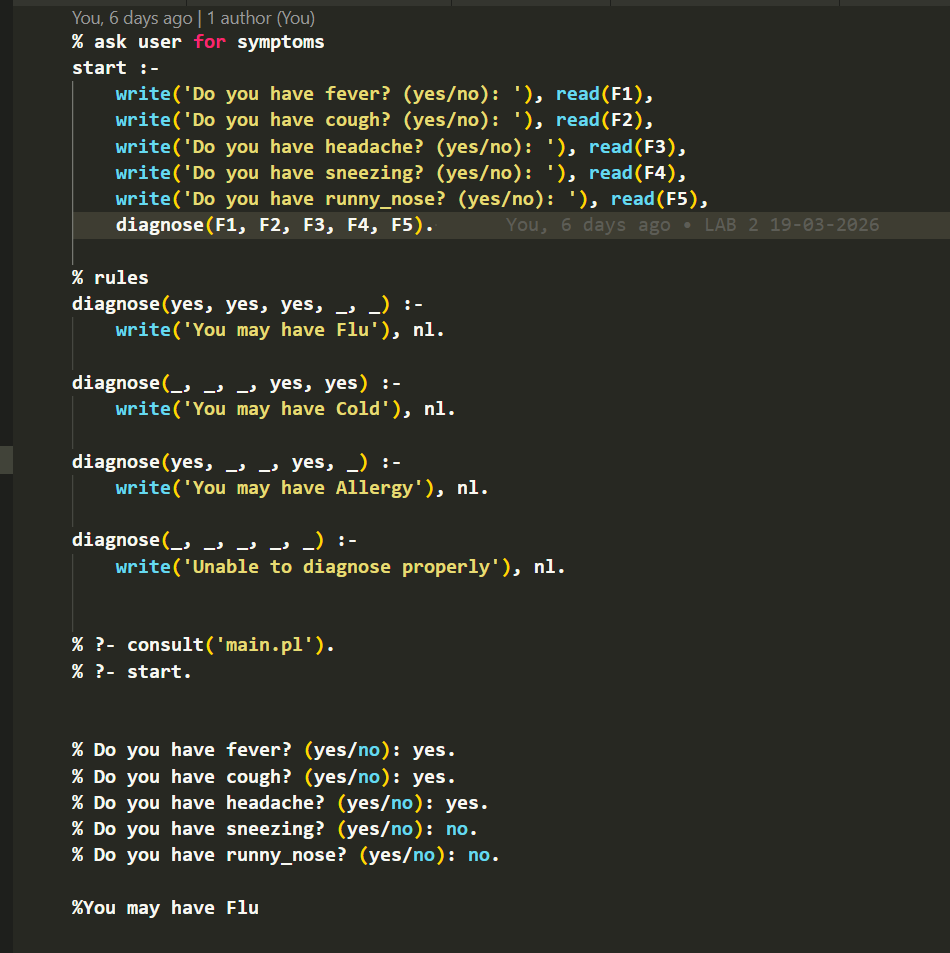 You, 6 days ago | 1 author (You)
% ask user for symptoms
start :-
    write('Do you have fever? (yes/no): '), read(F1),
    write('Do you have cough? (yes/no): '), read(F2),
    write('Do you have headache? (yes/no): '), read(F3),
    write('Do you have sneezing? (yes/no): '), read(F4),
    write('Do you have runny_nose? (yes/no): '), read(F5),
    diagnose(F1, F2, F3, F4, F5).    You, 6 days ago • LAB 2 19-03-2026
% rules
diagnose(yes, yes, yes, _, _) :-
    write('You may have Flu'), nl.
diagnose(_, _, _, yes, yes) :-
    write('You may have Cold'), nl.
diagnose(yes, _, _, yes, _) :-
    write('You may have Allergy'), nl.
diagnose(_, _, _, _, _) :-
    write('Unable to diagnose properly'), nl.
% ?- consult('main.pl').
% ?- start.
% Do you have fever? (yes/no): yes.
% Do you have cough? (yes/no): yes.
% Do you have headache? (yes/no): yes.
% Do you have sneezing? (yes/no): no.
% Do you have runny_nose? (yes/no): no.
%You may have Flu